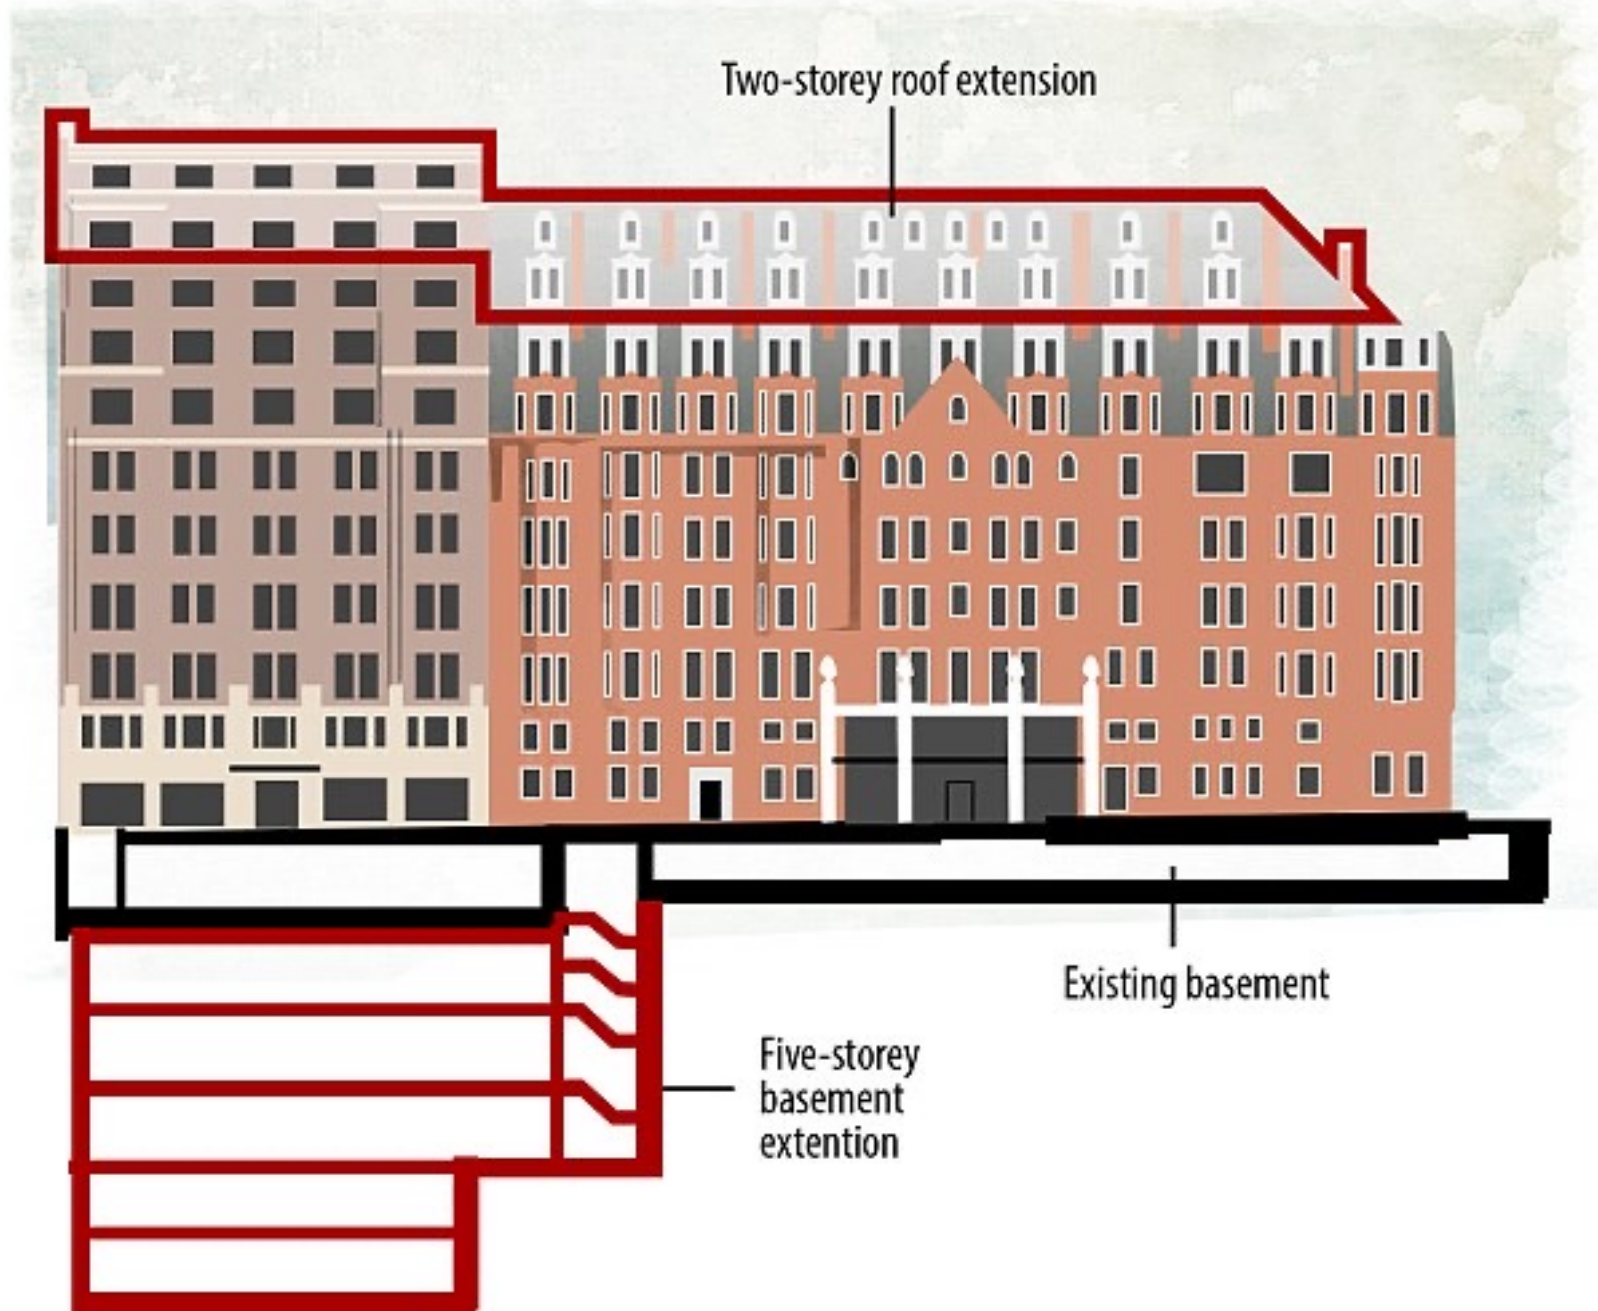 Two-storey roof extension
Existing basement
Five-storey
basement
extention